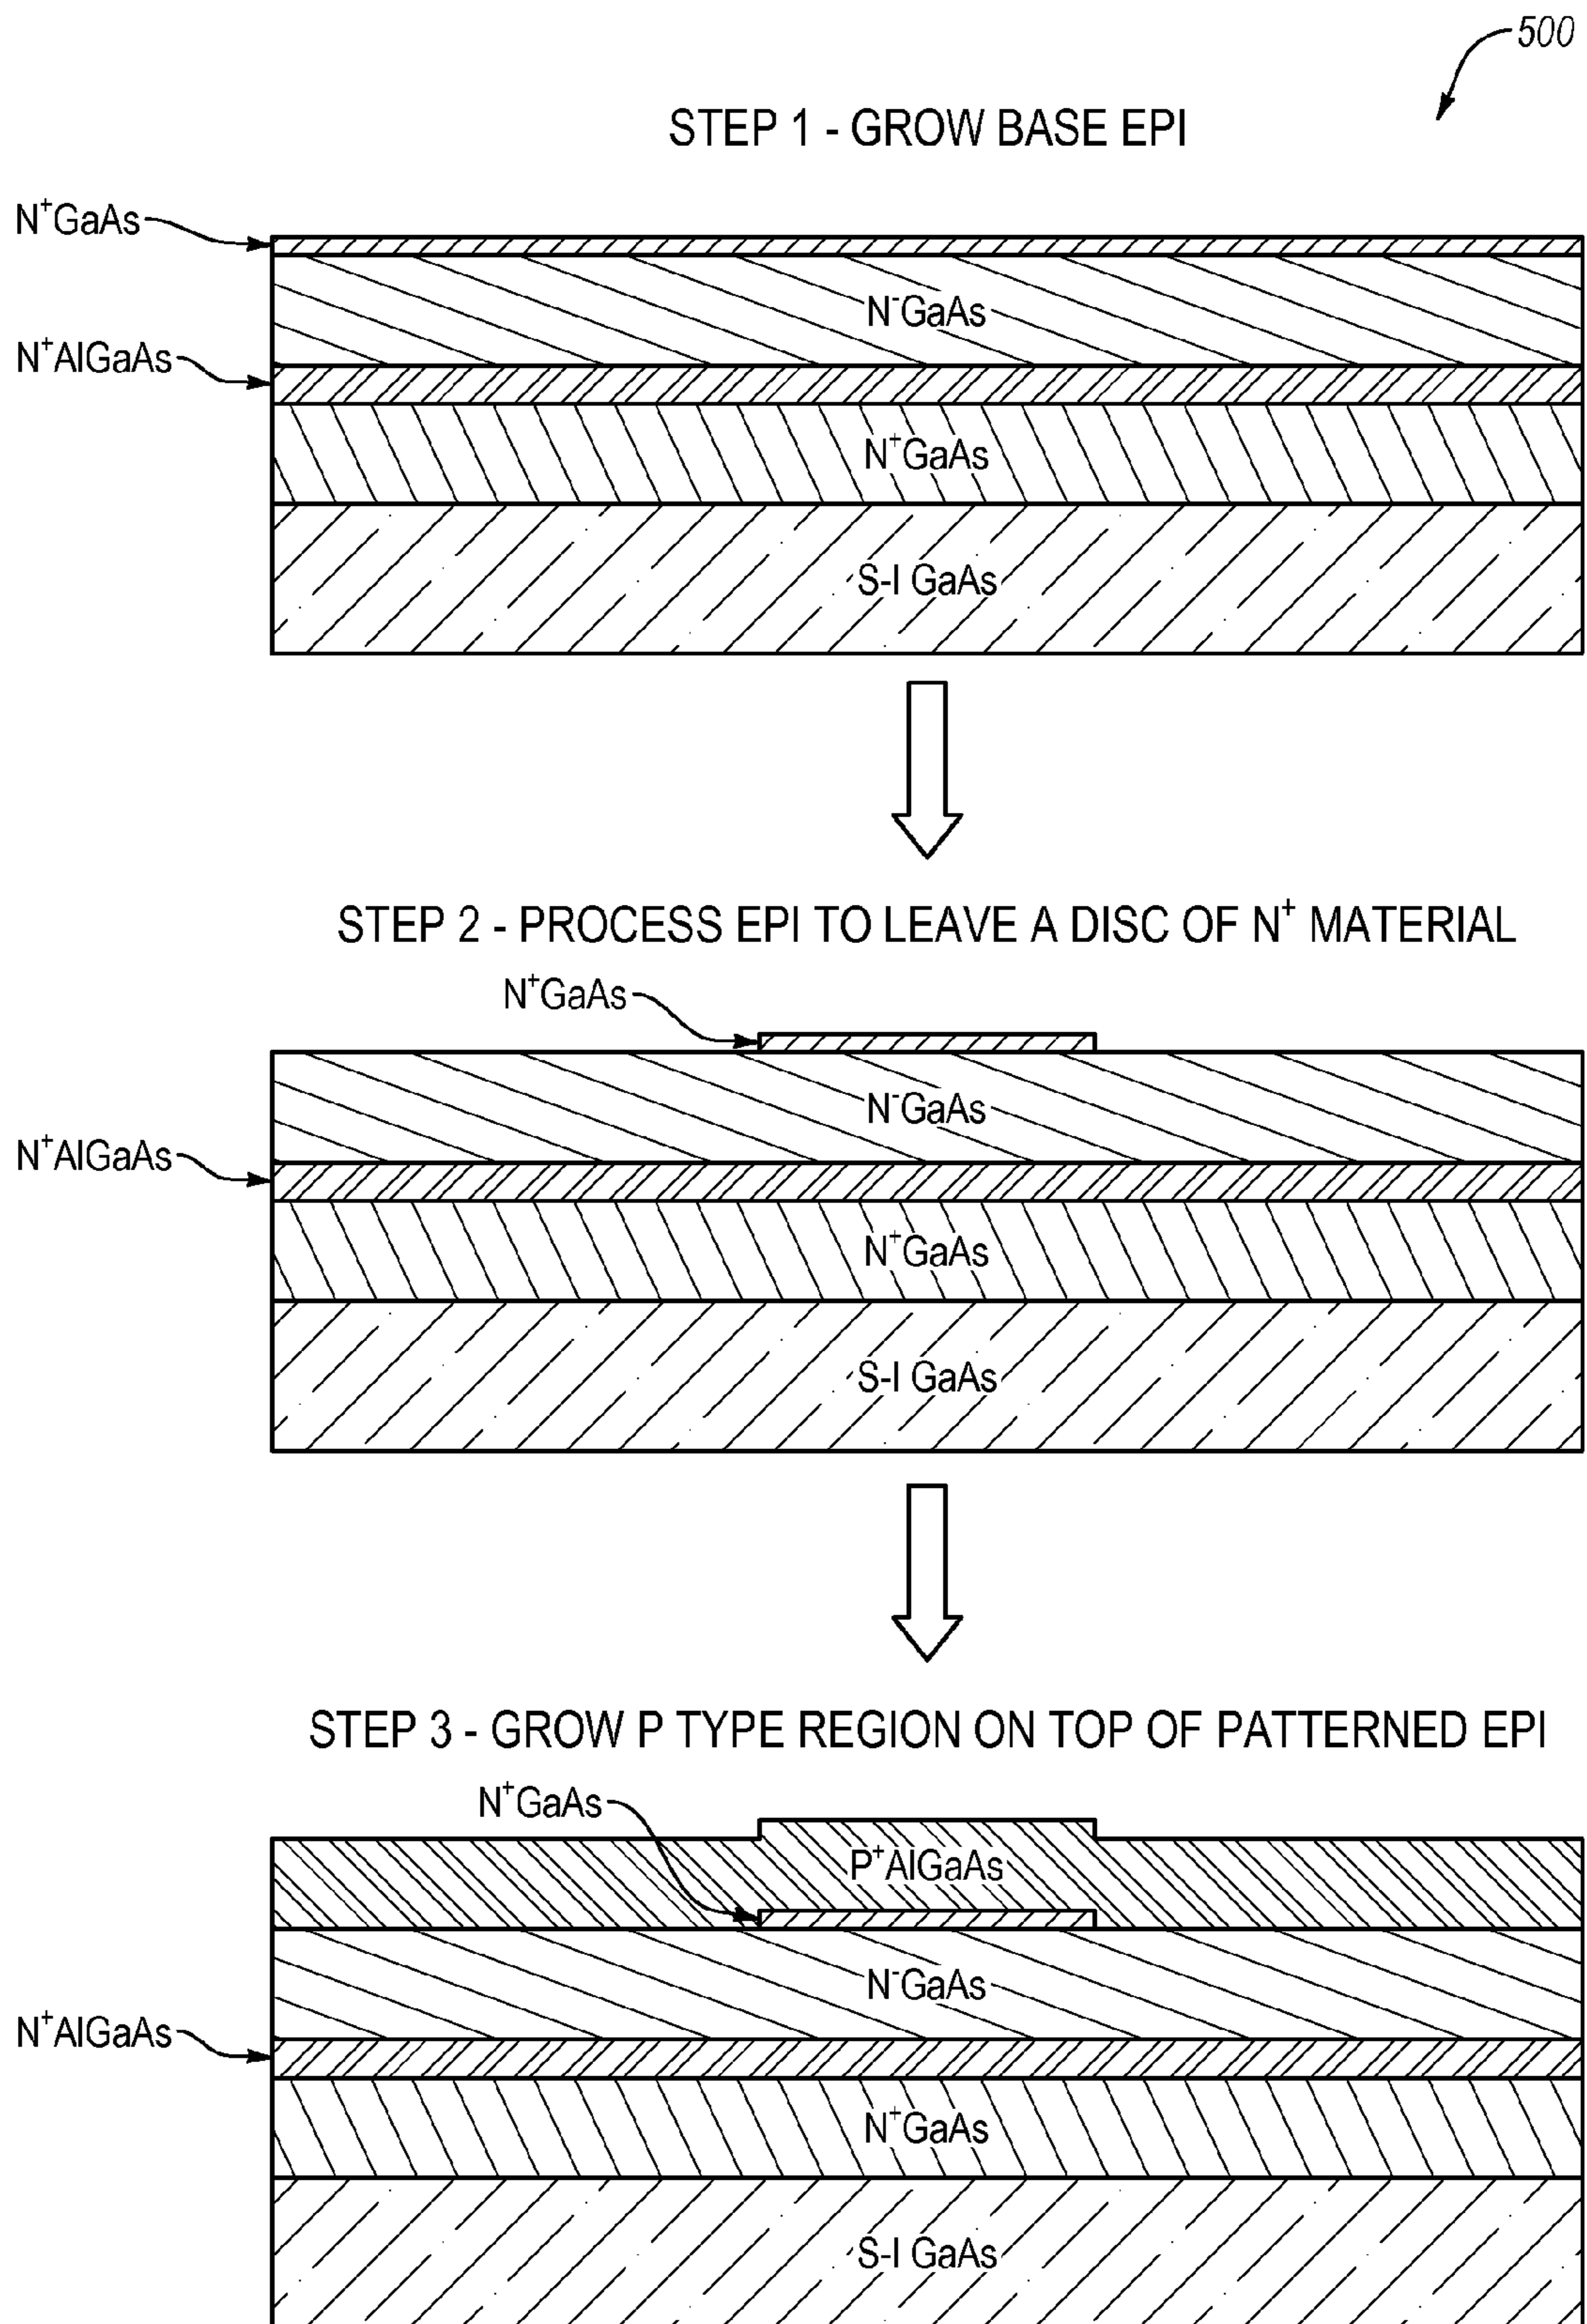 500
STEP 1 - GROW BASE EPI
N⁺GaAs
N⁻GaAs
N⁺AlGaAs
N⁺GaAs
S-I GaAs
STEP 2 - PROCESS EPI TO LEAVE A DISC OF N⁺ MATERIAL
N⁺GaAs
N⁻GaAs
N⁺AlGaAs
N⁺GaAs
S-I GaAs
STEP 3 - GROW P TYPE REGION ON TOP OF PATTERNED EPI
N⁺GaAs
P⁺AlGaAs
N⁻GaAs
N⁺AlGaAs
N⁺GaAs
S-I GaAs